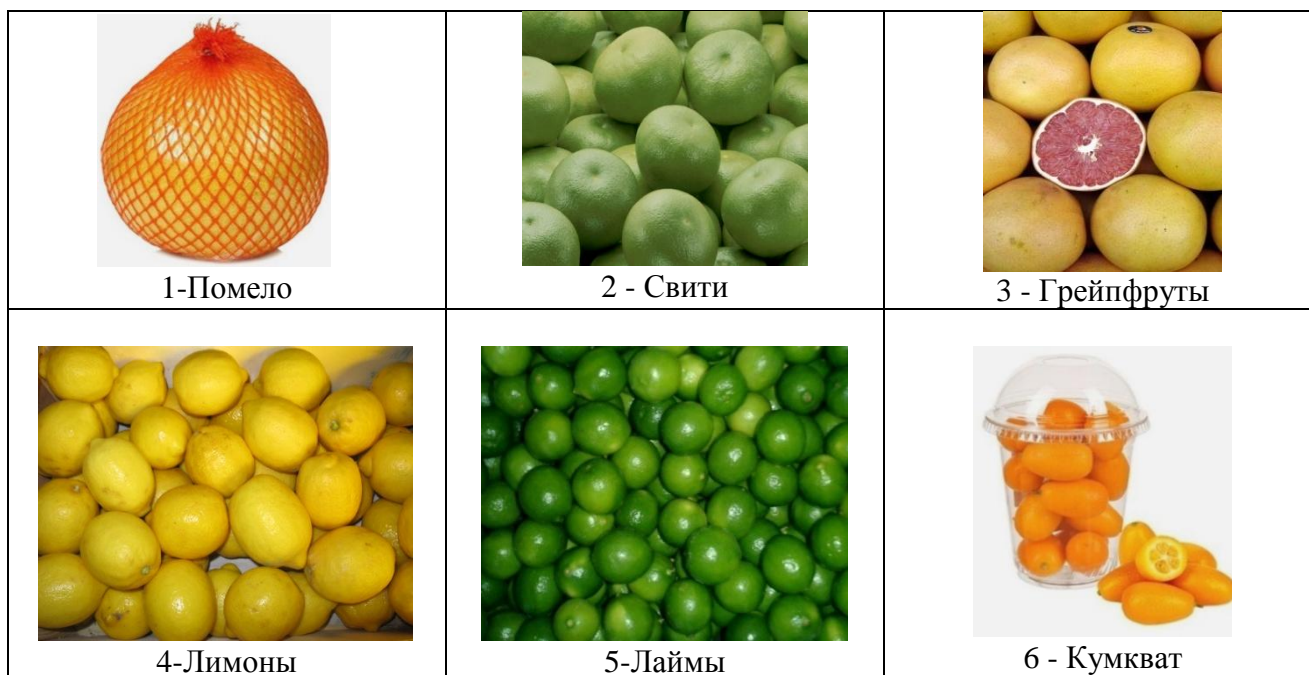 1-Помело
2 - Свити
3 - Грейпфруты
4-Лимоны
5-Лаймы
6 - Кумкват